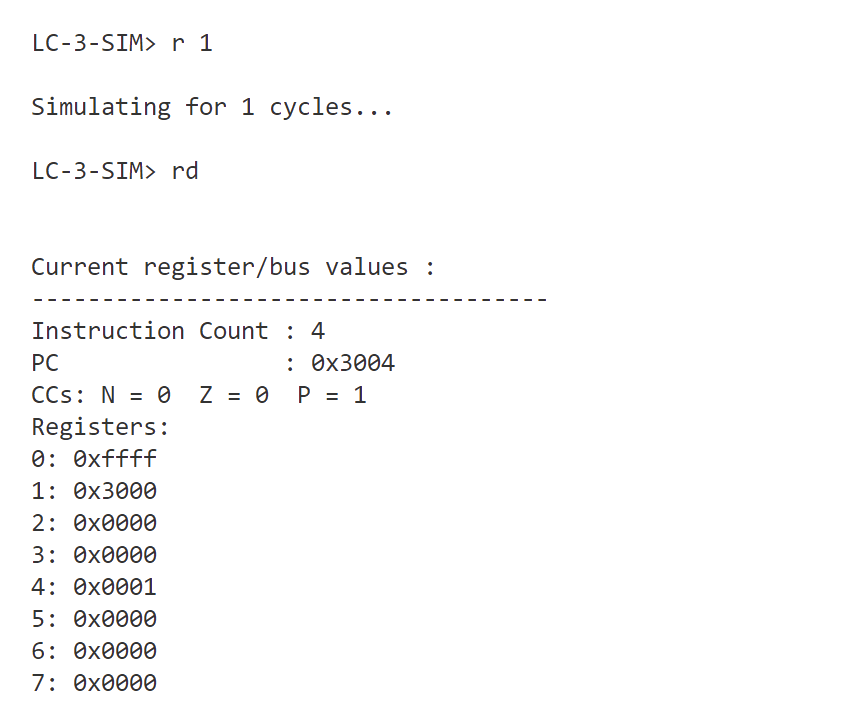 LC-3-SIM> r 1
Simulating for 1 cycles...
LC-3-SIM> rd
Current register/bus values :
-------------------------------------
Instruction Count : 4
PC                : 0x3004
CCs: N = 0  Z = 0  P = 1
Registers:
0: 0xffff
1: 0x3000
2: 0x0000
3: 0x0000
4: 0x0001
5: 0x0000
6: 0x0000
7: 0x0000